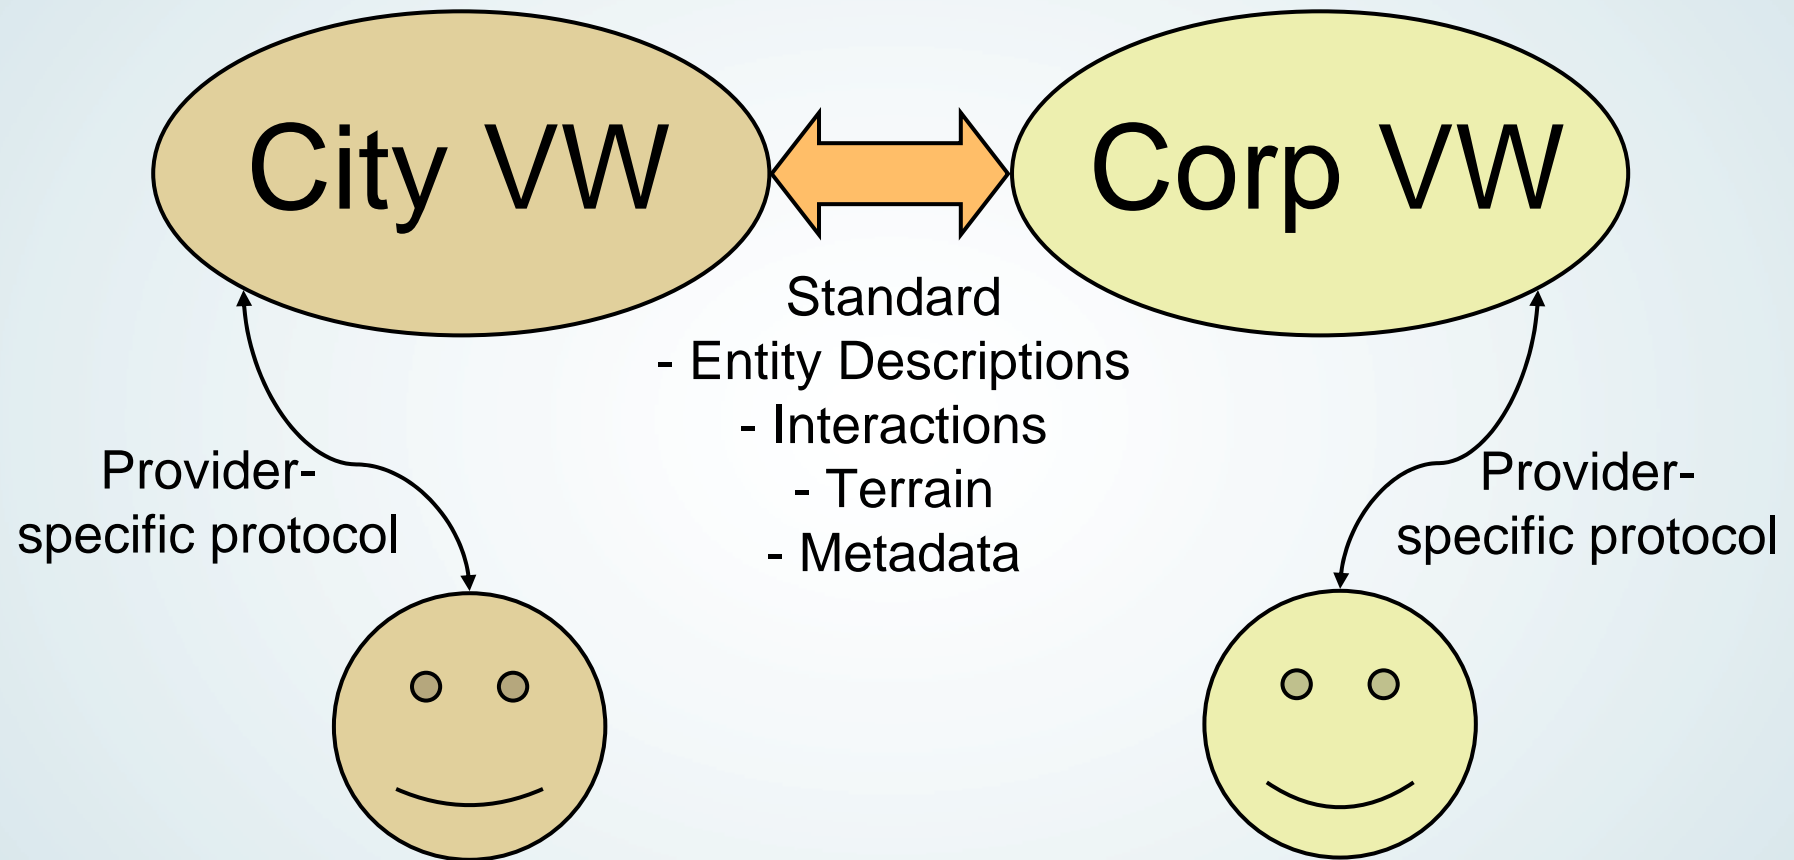 City VW
Corp VW
Standard
- Entity Descriptions
- Interactions
- Terrain
- Metadata
Provider-
specific protocol
Provider-
specific protocol